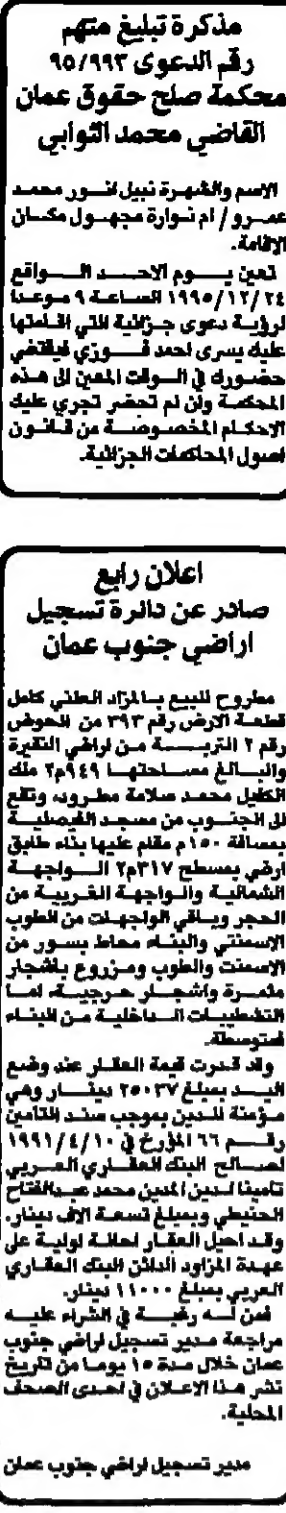 مذكرة تبليغ متهم
رقم الدعوى ٩٥/٩٩٣
محكمة صلح حقوق عمان
القاضي محمد التوابي
الاسم والشهرة نبيل انور محمد
عمرو / ام نوارة مجهول مكان
الاقامة.
تعين يوم الاحد الواقع
١٩٩٥/١٢/٢٤ الساعة ٩ موعدا
لرؤية دعوى جزائية التي اقامتها
عليك يسرى احمد فوزي فيقتضي
حضورك في الوقت المعين الى هذه
المحكمة وان لم تحضر تجري عليك
الاحكام المخصوصة من قانون
اصول المحاكمات الجزائية.
اعلان رابع
صادر عن دائرة تسجيل
اراضي جنوب عمان
مطروح للبيع بالمزاد العلني كامل
قطعة الارض رقم ٣٩٣ من الحوض
رقم ٢ التربسة من اراضي النقيرة
والبالغ مساحتها ٩٤٩م٢ ملك
الكفيل محمد سلامة مطرود، وتقع
الى الجنوب من مسجد الفيصلية
بمسافة ١٥٠م مقام عليها بناء طابق
ارضي بمسطح ٣١٧م٢ الواجهة
الشمالية والواجهة الغربية من
الحجر وباقي الواجهات من الطوب
الاسمنتي والبناء محاط بسور من
الاسمنت والطوب ومزروع باشجار
مثمرة واشجار حرجية، اما
التشطيبات الداخلية من البناء
فمتوسطة.
وقد قدرت قيمة العقار عند وضع
اليد بمبلغ ٢٥٠٣٧ دينار وهي
مؤمنة للدين بموجب سند التامين
رقم ٦٦ المؤرخ في ١٩٩١/٤/١٠
لصالح البنك العقاري العربي
تامينا لدين المدين محمد عبدالفتاح
الحنيطي وبمبلغ تسعة الاف دينار.
وقد احيل العقار احالة اولية على
عهدة المزاود الدائن البنك العقاري
العربي بمبلغ ١١٠٠٠ دينار.
فمن له رغبة في الشراء عليه
مراجعة مدير تسجيل اراضي جنوب
عمان خلال مدة ١٥ يوما من تاريخ
نشر هذا الاعلان في احدى الصحف
المحلية.
مدير تسجيل اراضي جنوب عمان